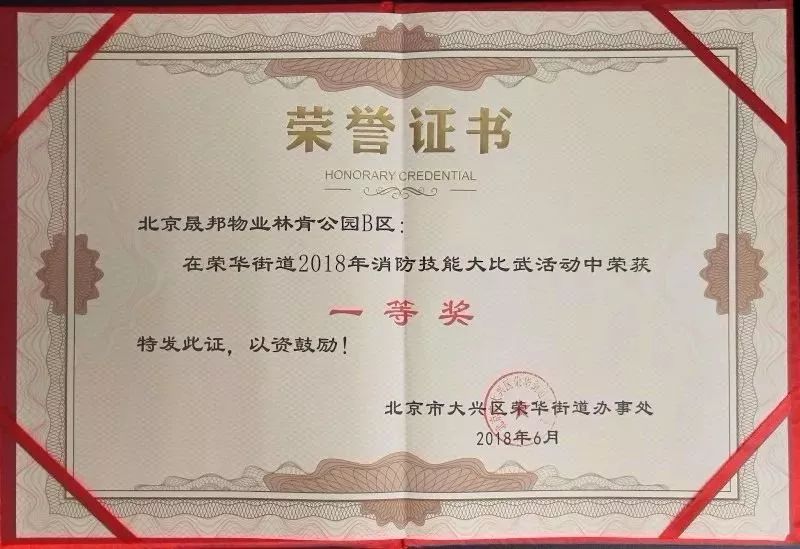 荣誉证书
HONORARY CREDENTIAL
北京晟邦物业林肯公园B区：
在荣华街道2018年消防技能大比武活动中荣获
一等奖
特发此证，以资鼓励！
北京市大兴区荣华街道办事处
2018年6月